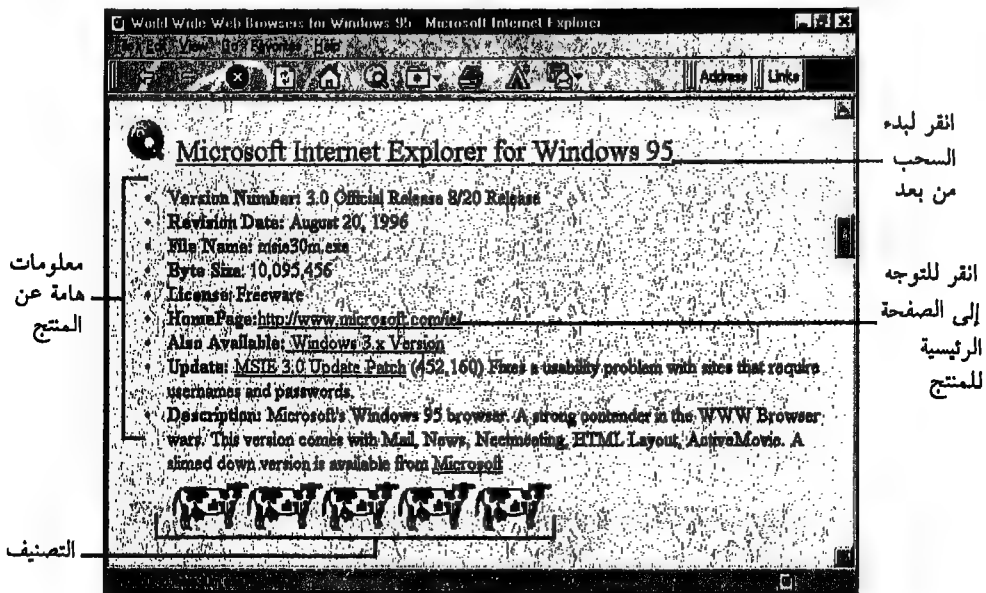 World Wide Web Browsers for Windows 95 - Microsoft Internet Explorer
Edit View Go Favorites Help
Address Links
Microsoft Internet Explorer for Windows 95
Version Number: 3.0 Official Release 8/20 Release
Revision Date: August 20, 1996
File Name: msie30m.exe
Byte Size: 10,095,456
License: Freeware
HomePage:http://www.microsoft.com/ie/
Also Available: Windows 3.x Version
Update: MSIE 3.0 Update Patch (452,160) Fixes a usability problem with sites that require
usernames and passwords.
Description: Microsoft's Windows 95 browser. A strong contender in the WWW Browser
wars. This version comes with Mail, News, Neetmeeting, HTML Layout, ActiveMovie. A
slimed down version is available from Microsoft
انقر لبدء
السحب
من بعد
انقر للتوجه
إلى الصفحة
الرئيسية
للمنتج
معلومات
هامة عن
المنتج
التصنيف